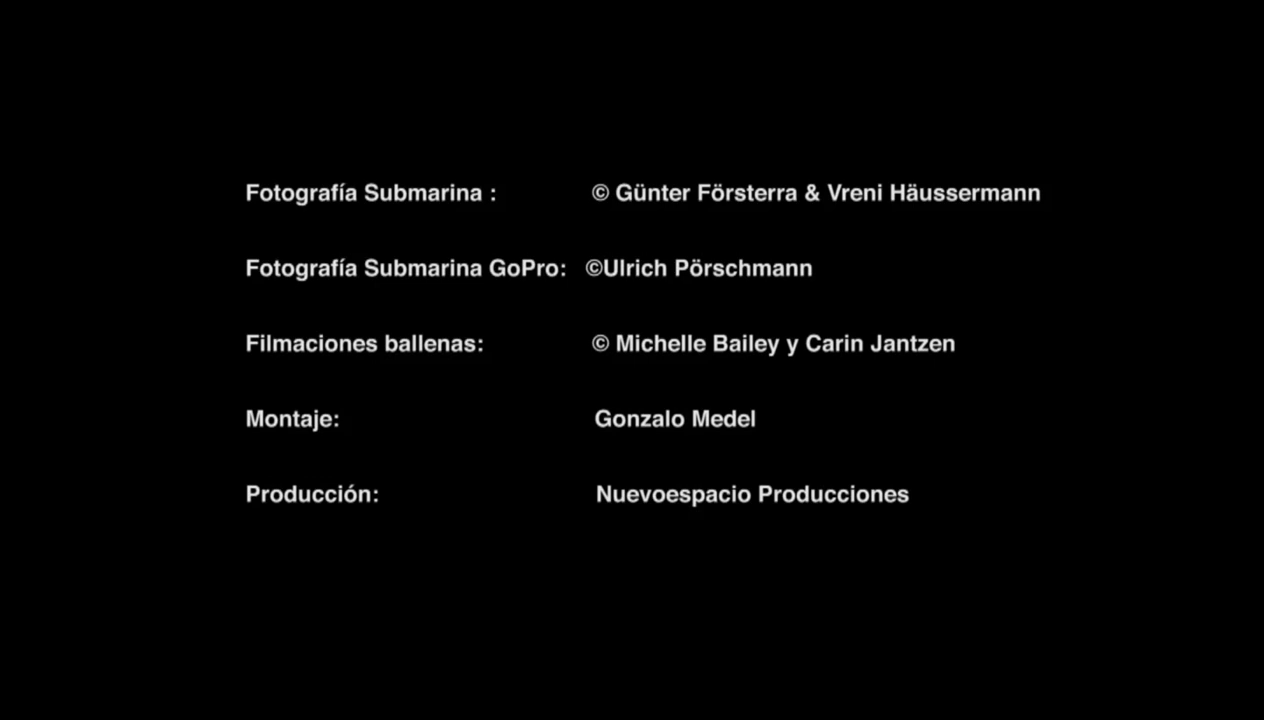 Fotografía Submarina : © Günter Försterra & Vreni Häussermann
Fotografía Submarina GoPro: ©Ulrich Pörschmann
Filmaciones ballenas: © Michelle Bailey y Carin Jantzen
Montaje: Gonzalo Medel
Producción: Nuevoespacio Producciones